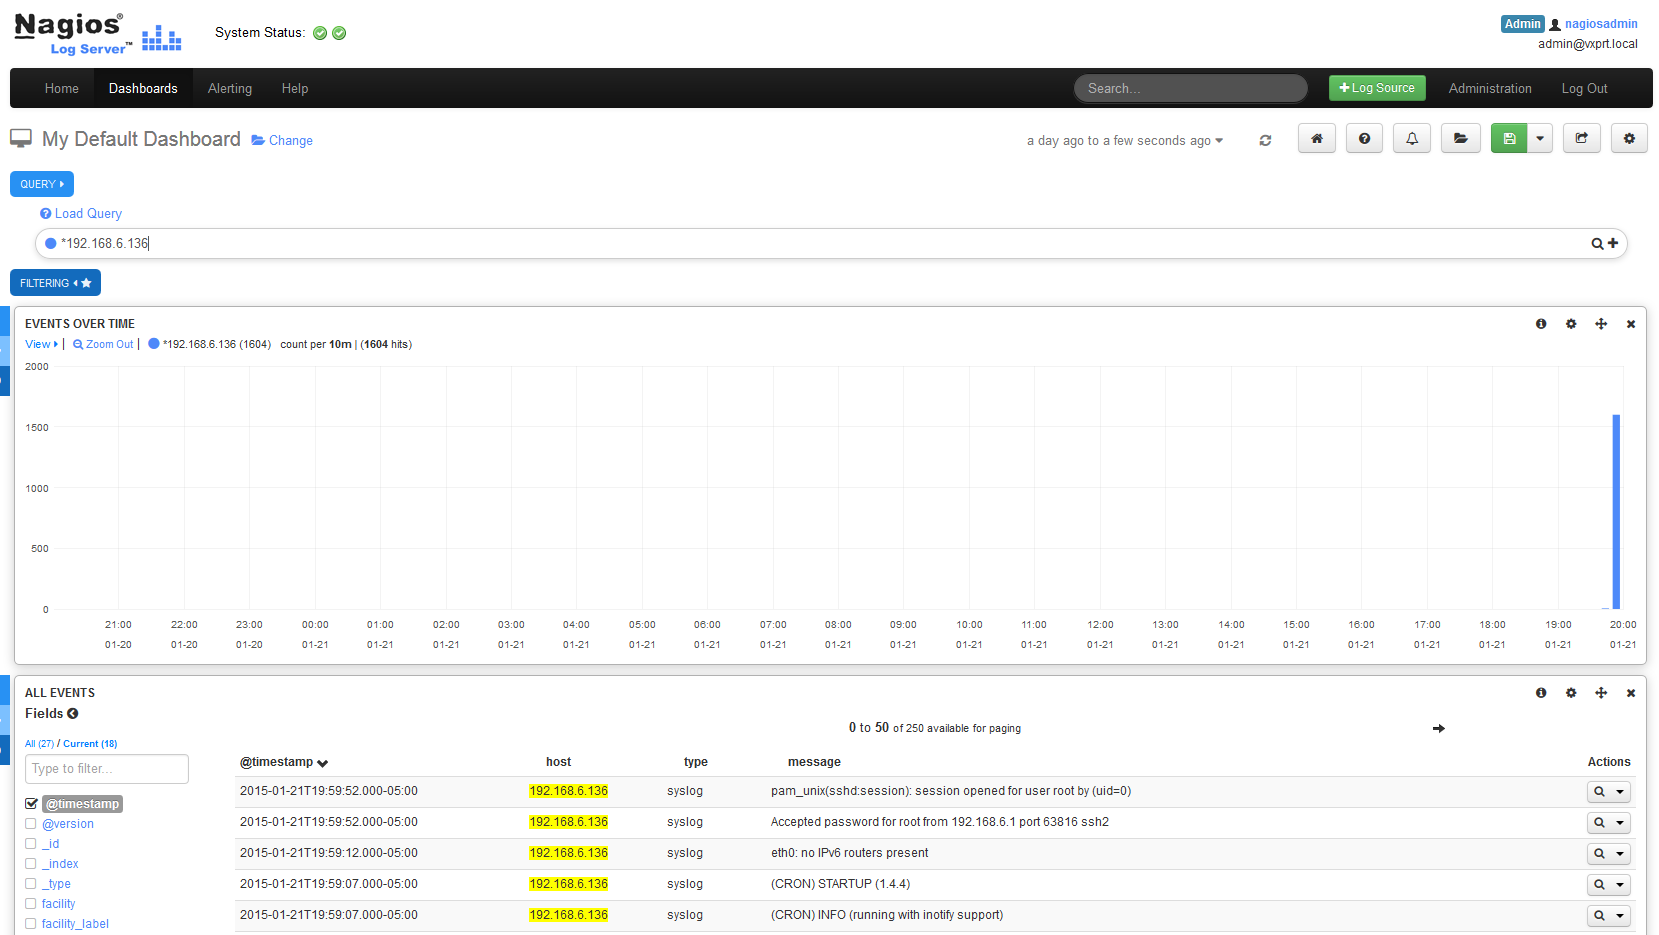 Nagios®
Log Server™
System Status:
Admin nagiosadmin
admin@vxprt.local
Home Dashboards Alerting Help Search... Log Source Administration Log Out
My Default Dashboard Change a day ago to a few seconds ago
QUERY
Load Query
*192.168.6.136
FILTERING
EVENTS OVER TIME
View | Zoom Out | *192.168.6.136 (1604) count per 10m | (1604 hits)
2000
1500
1000
500
0
21:00 22:00 23:00 00:00 01:00 02:00 03:00 04:00 05:00 06:00 07:00 08:00 09:00 10:00 11:00 12:00 13:00 14:00 15:00 16:00 17:00 18:00 19:00 20:00
01-20 01-20 01-20 01-21 01-21 01-21 01-21 01-21 01-21 01-21 01-21 01-21 01-21 01-21 01-21 01-21 01-21 01-21 01-21 01-21 01-21 01-21 01-21 01-21
ALL EVENTS
Fields
0 to 50 of 250 available for paging
All (27) / Current (18)
Type to filter...
@timestamp
@version
_id
_index
_type
facility
facility_label
@timestamp host type message Actions
2015-01-21T19:59:52.000-05:00 192.168.6.136 syslog pam_unix(sshd:session): session opened for user root by (uid=0)
2015-01-21T19:59:52.000-05:00 192.168.6.136 syslog Accepted password for root from 192.168.6.1 port 63816 ssh2
2015-01-21T19:59:12.000-05:00 192.168.6.136 syslog eth0: no IPv6 routers present
2015-01-21T19:59:07.000-05:00 192.168.6.136 syslog (CRON) STARTUP (1.4.4)
2015-01-21T19:59:07.000-05:00 192.168.6.136 syslog (CRON) INFO (running with inotify support)